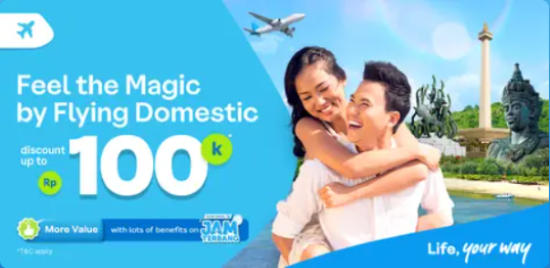 Feel the Magic
by Flying Domestic
discount
up to
Rp 100 k
More Value
with lots of benefits on
JAM
TERBANG
*T&C apply
Life, your way